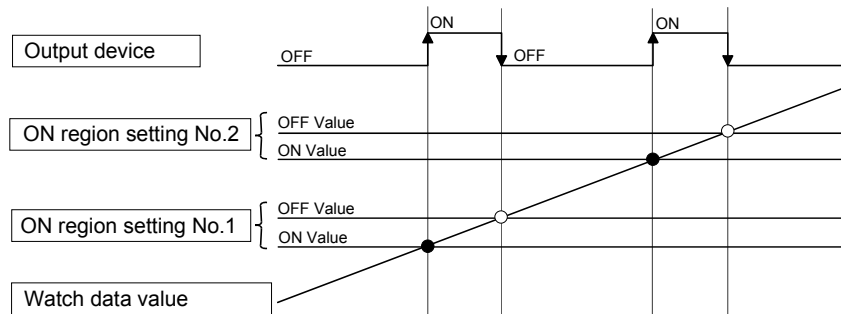 ON
ON
Output device
OFF
OFF
ON region setting No.2
OFF Value
ON Value
ON region setting No.1
OFF Value
ON Value
Watch data value